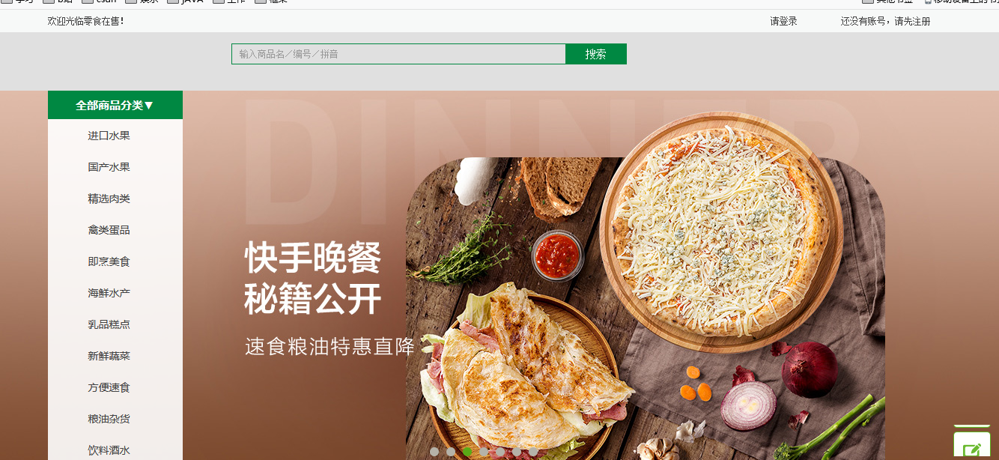 学习 b站 csdn 娱乐 JAVA 工作 框架 其他书签 移动设备上的书签
欢迎光临零食在售! 请登录 还没有账号，请先注册
输入商品名／编号／拼音 搜索
全部商品分类▼
进口水果
国产水果
精选肉类
禽类蛋品
即烹美食
海鲜水产
乳品糕点
新鲜蔬菜
方便速食
粮油杂货
饮料酒水
DINNER
快手晚餐
秘籍公开
速食粮油特惠直降